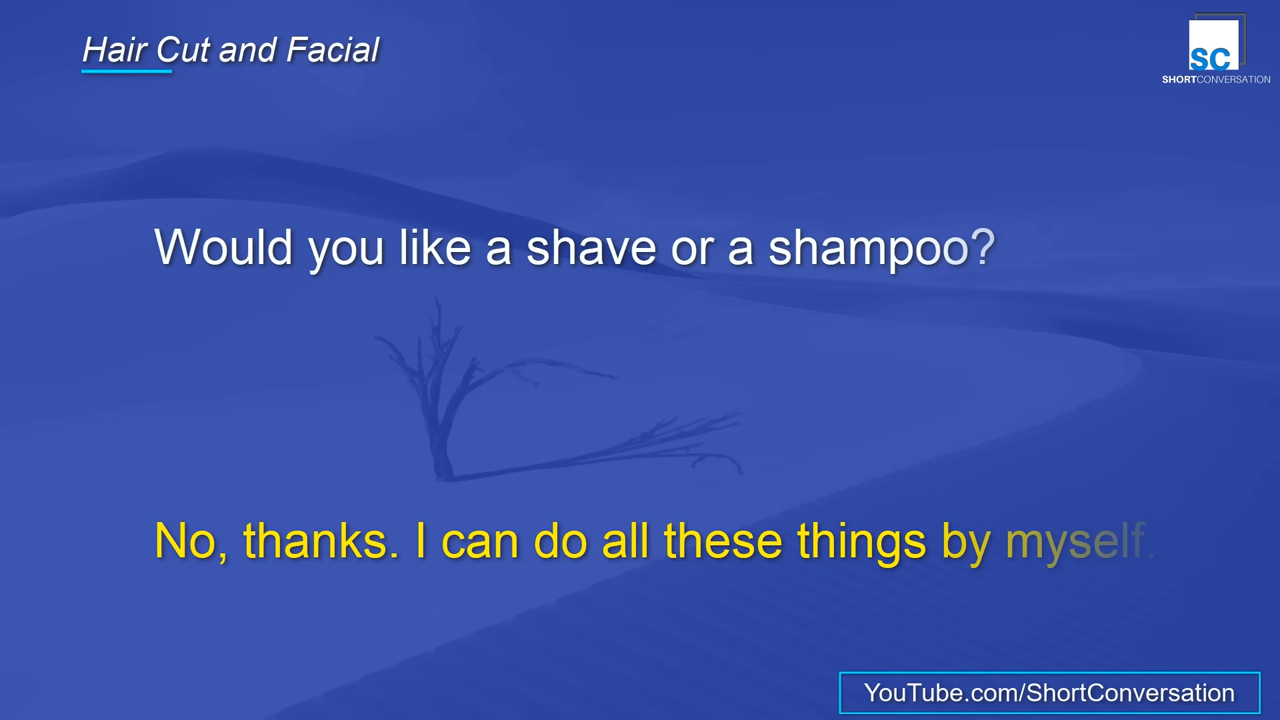 Hair Cut and Facial
SC
SHORTCONVERSATION
Would you like a shave or a shampoo?
No, thanks. I can do all these things by myself.
YouTube.com/ShortConversation